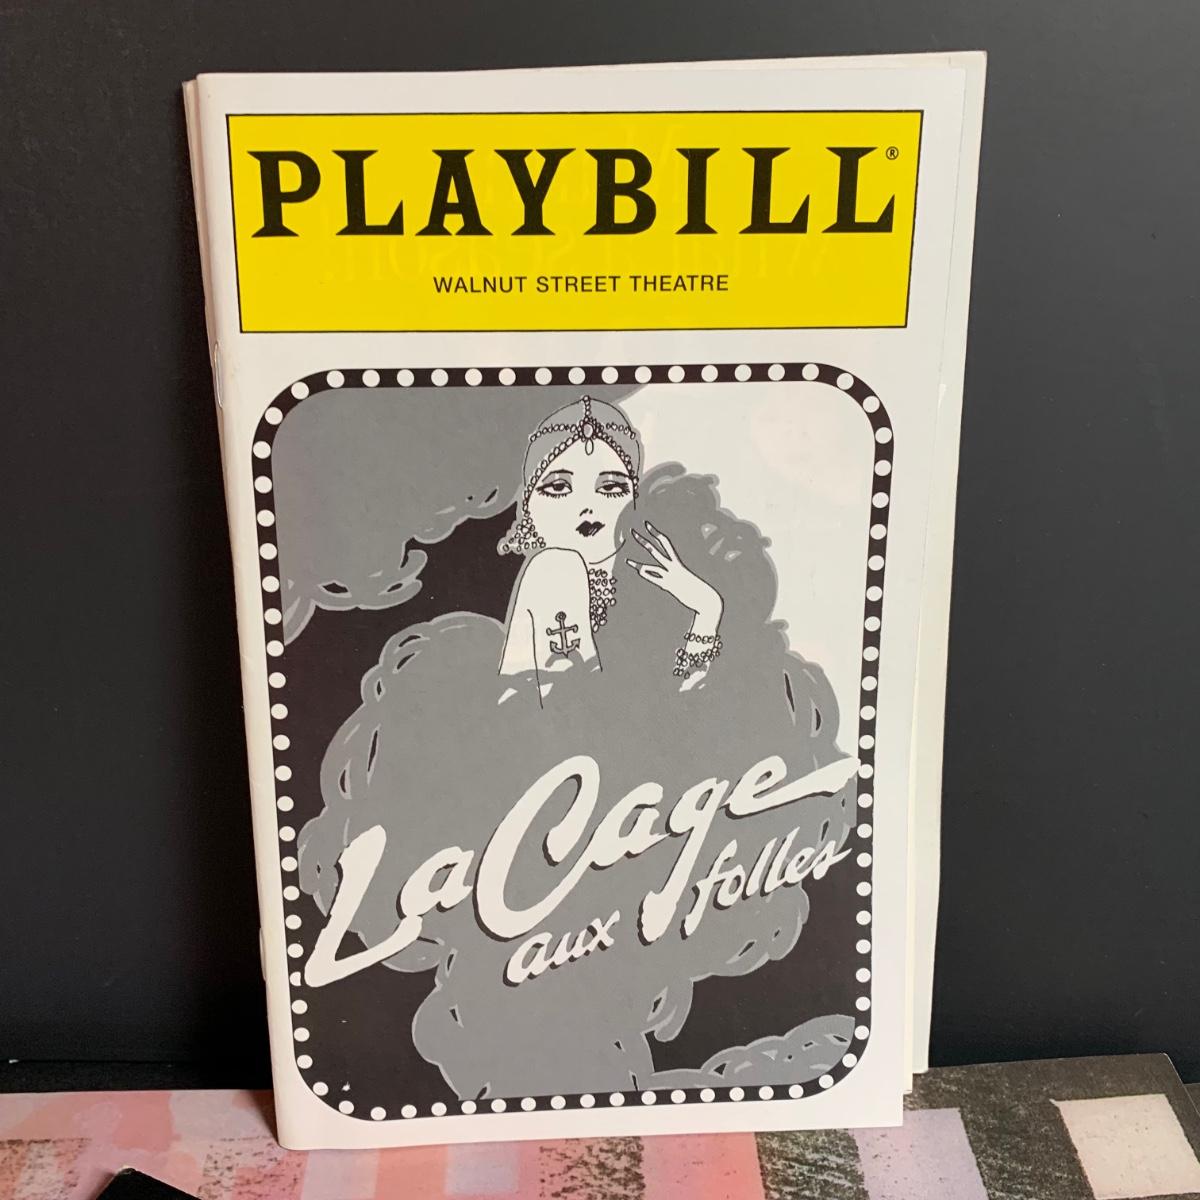 PLAYBILL®
WALNUT STREET THEATRE
La Cage
aux folles